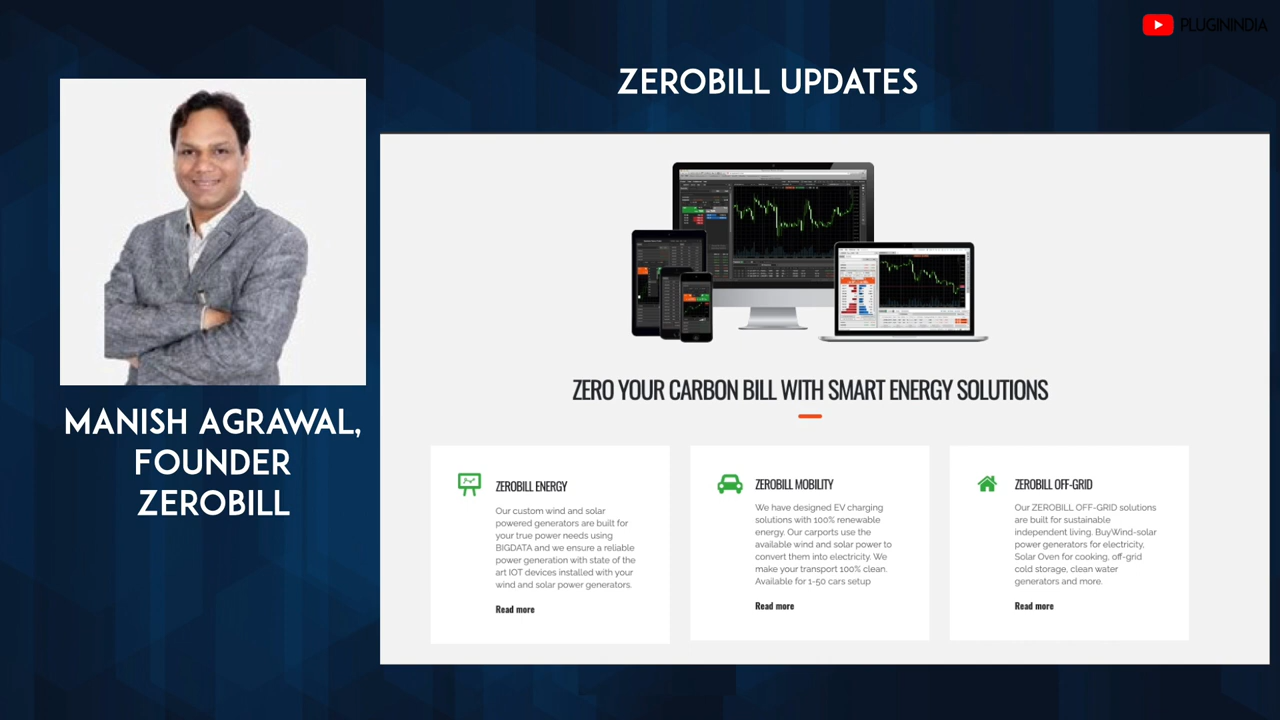 PLUGININDIA
ZEROBILL UPDATES
MANISH AGRAWAL,
FOUNDER
ZEROBILL
ZERO YOUR CARBON BILL WITH SMART ENERGY SOLUTIONS
ZEROBILL ENERGY
Our custom wind and solar
powered generators are built for
your true power needs using
BIGDATA and we ensure a reliable
power generation with state of the
art IOT devices installed with your
wind and solar power generators.
Read more
ZEROBILL MOBILITY
We have designed EV charging
solutions with 100% renewable
energy. Our carports use the
available wind and solar power to
convert them into electricity. We
make your transport 100% clean.
Available for 1-50 cars setup
Read more
ZEROBILL OFF-GRID
Our ZEROBILL OFF-GRID solutions
are built for sustainable
independent living. BuyWind-solar
power generators for electricity,
Solar Oven for cooking, off-grid
cold storage, clean water
generators and more.
Read more